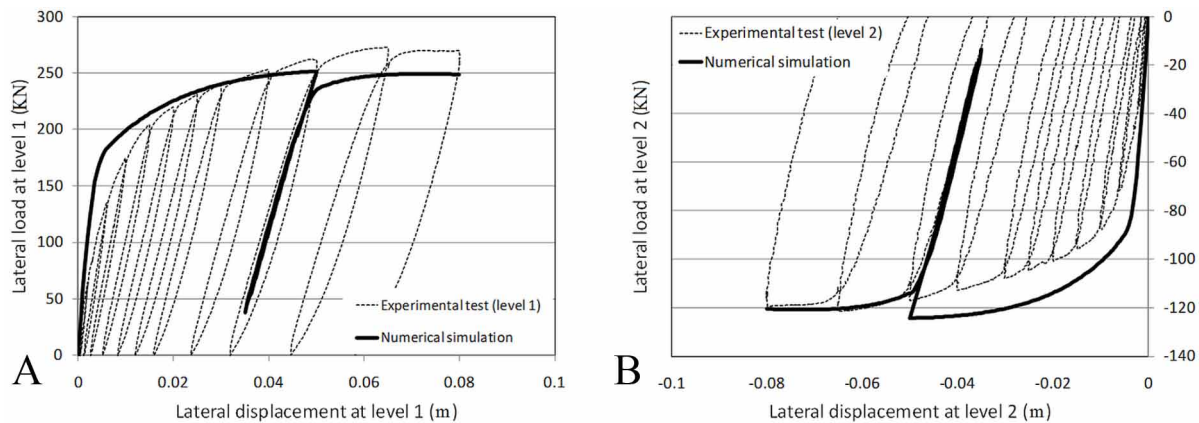 300
250
200
150
100
50
0
Lateral load at level 1 (KN)
Experimental test (level 1)
Numerical simulation
0 0.02 0.04 0.06 0.08 0.1
Lateral displacement at level 1 (m)
A
Experimental test (level 2)
Numerical simulation
Lateral load at level 2 (KN)
0
-20
-40
-60
-80
-100
-120
-140
-0.1 -0.08 -0.06 -0.04 -0.02 0
Lateral displacement at level 2 (m)
B